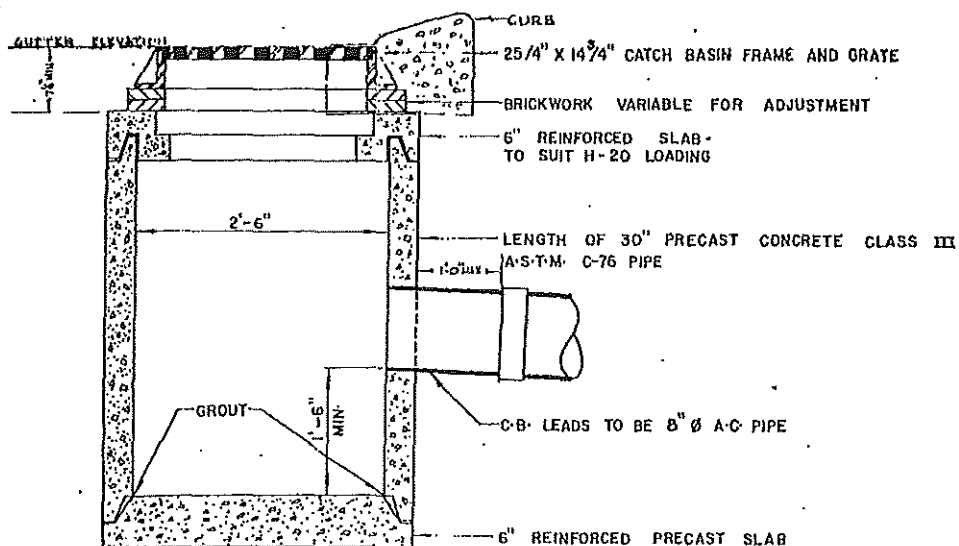 CURB
GUTTER ELEVATION
25/4" X 14 3/4" CATCH BASIN FRAME AND GRATE
BRICKWORK VARIABLE FOR ADJUSTMENT
6" REINFORCED SLAB-
TO SUIT H-20 LOADING
2'-6"
LENGTH OF 30" PRECAST CONCRETE CLASS III
A.S.T.M. C-76 PIPE
GROUT
1'-6"
MIN.
C.B. LEADS TO BE 8" Ø A.C. PIPE
6" REINFORCED PRECAST SLAB